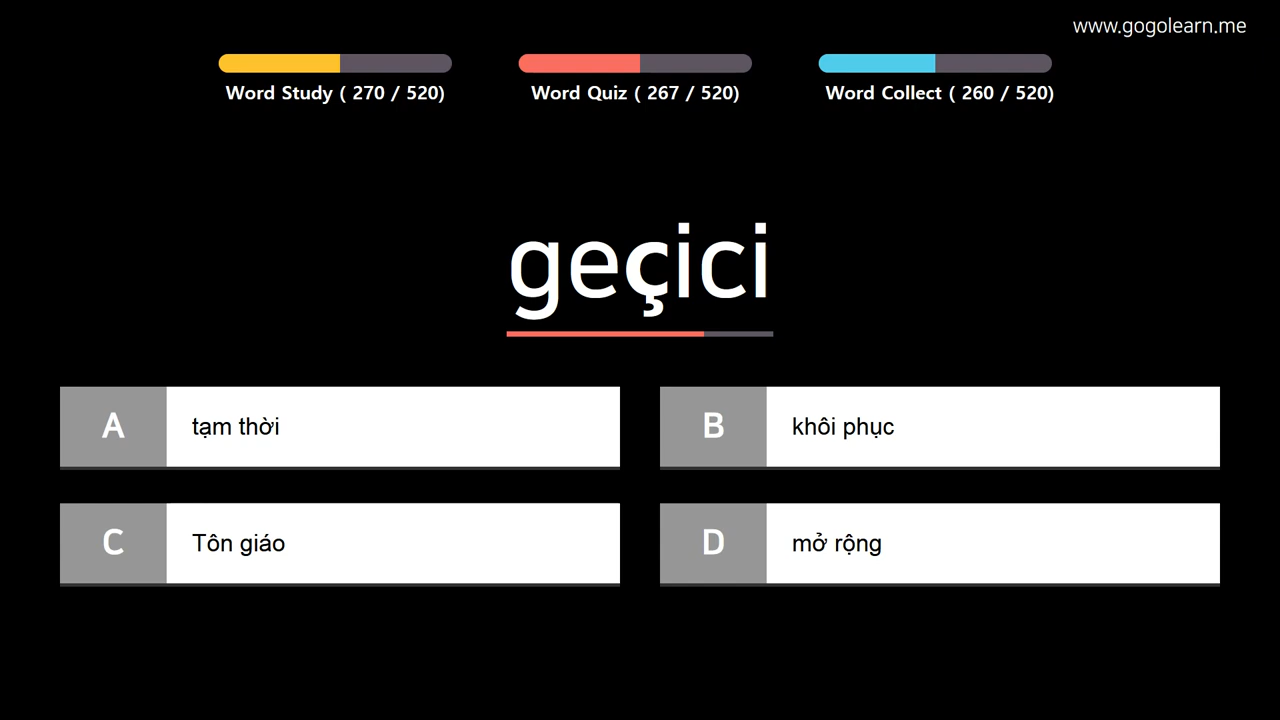 www.gogolearn.me
Word Study ( 270 / 520)
Word Quiz ( 267 / 520)
Word Collect ( 260 / 520)
geçici
A
tạm thời
B
khôi phục
C
Tôn giáo
D
mở rộng